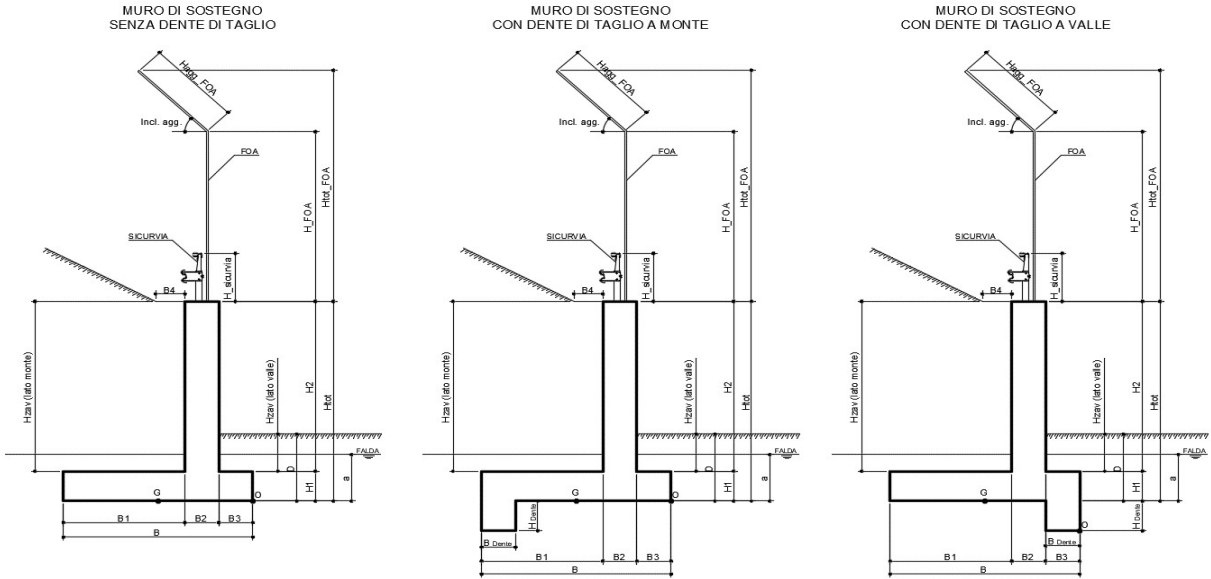 MURO DI SOSTEGNO
SENZA DENTE DI TAGLIO
Hagg_FOA
Incl. agg.
FOA
H_FOA
Htot_FOA
SICURVIA
H_sicurvia
B4
Hzav (lato monte)
Hzav (lato valle)
H2
Htot
FALDA
D
H1
a
G
O
B1
B2
B3
B
MURO DI SOSTEGNO
CON DENTE DI TAGLIO A MONTE
Hagg_FOA
Incl. agg.
FOA
H_FOA
Htot_FOA
SICURVIA
H_sicurvia
B4
Hzav (lato monte)
Hzav (lato valle)
H2
Htot
FALDA
D
H1
a
G
O
H Dente
B Dente
B1
B2
B3
B
MURO DI SOSTEGNO
CON DENTE DI TAGLIO A VALLE
Hagg_FOA
Incl. agg.
FOA
H_FOA
Htot_FOA
SICURVIA
H_sicurvia
B4
Hzav (lato monte)
Hzav (lato valle)
H2
Htot
FALDA
D
H1
a
G
O
H Dente
B Dente
B1
B2
B3
B